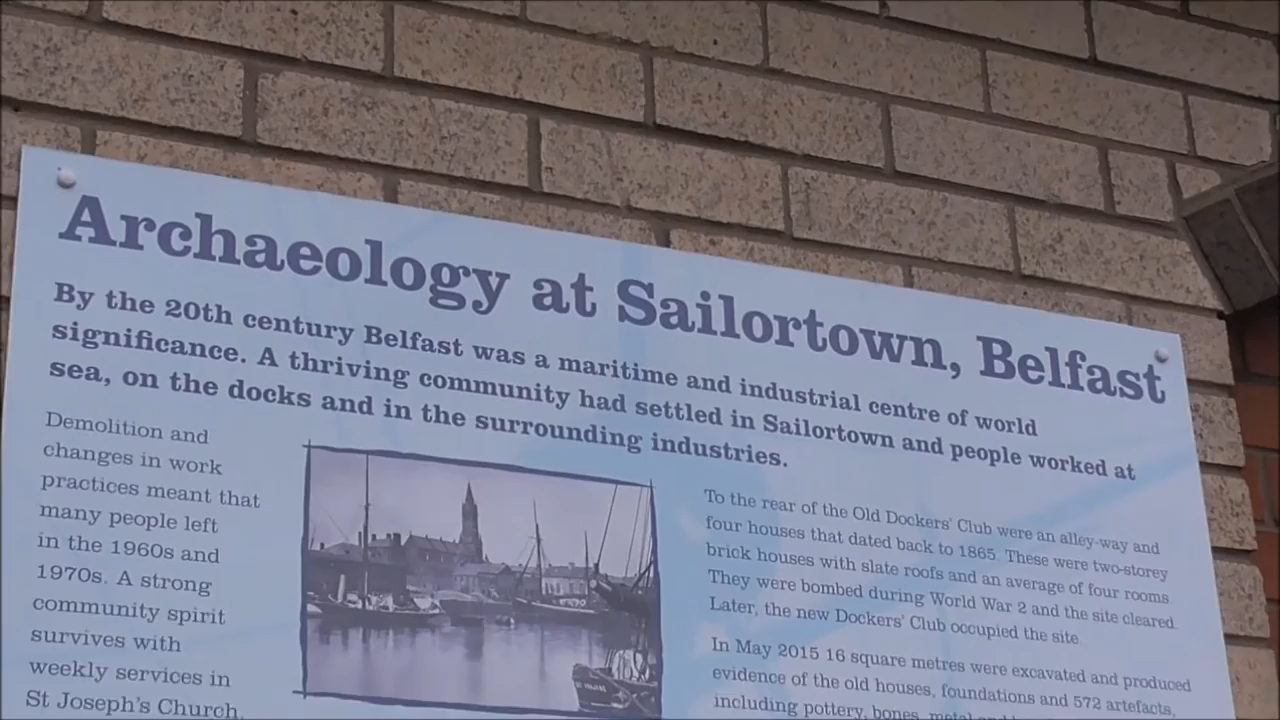 Archaeology at Sailortown, Belfast
By the 20th century Belfast was a maritime and industrial centre of world
significance. A thriving community had settled in Sailortown and people worked at
sea, on the docks and in the surrounding industries.
Demolition and
changes in work
practices meant that
many people left
in the 1960s and
1970s. A strong
community spirit
survives with
weekly services in
St Joseph's Church.
To the rear of the Old Dockers' Club were an alley-way and
four houses that dated back to 1865. These were two-storey
brick houses with slate roofs and an average of four rooms.
They were bombed during World War 2 and the site cleared.
Later, the new Dockers' Club occupied the site.
In May 2015 16 square metres were excavated and produced
evidence of the old houses, foundations and 572 artefacts,
including pottery, bones, metal